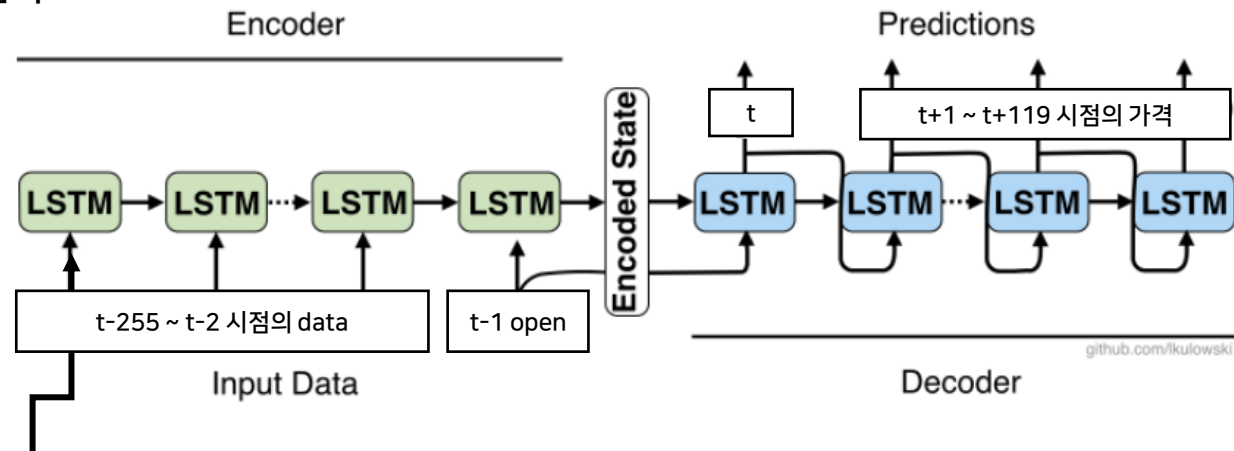 Encoder
Predictions
t
t+1 ~ t+119 시점의 가격
LSTM
LSTM
LSTM
LSTM
Encoded State
LSTM
LSTM
LSTM
LSTM
t-255 ~ t-2 시점의 data
t-1 open
github.com/lkulowski
Input Data
Decoder